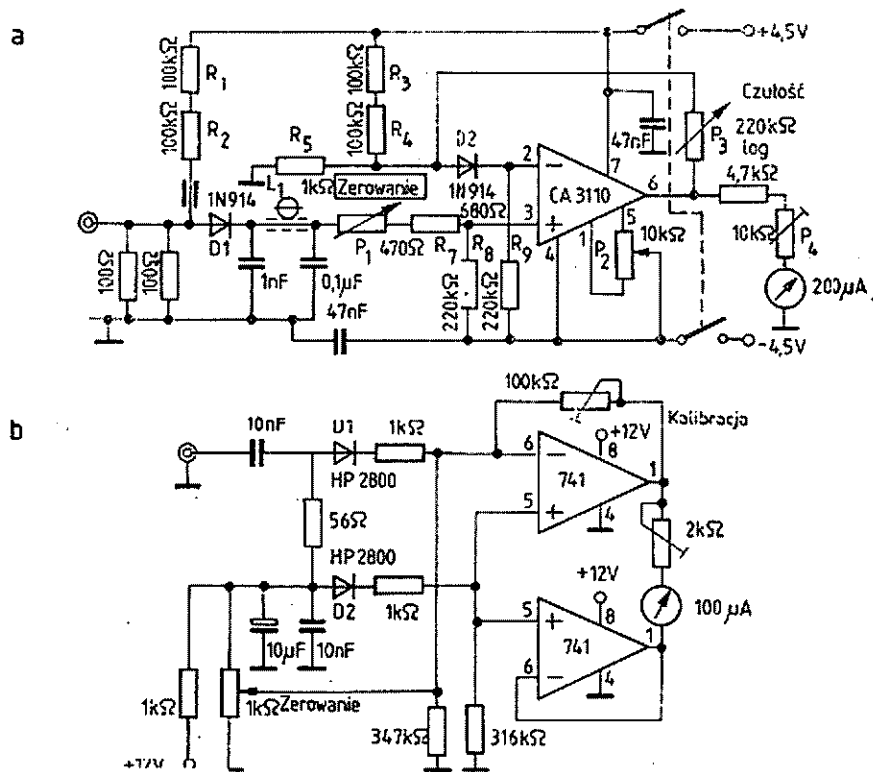 a
100kΩ
R1
100kΩ
R2
100kΩ
R3
100kΩ
R4
R5
1kΩ
Zerowanie
L1
1N914
D1
D2
1N914
680Ω
P1
470Ω
R7
R8
R9
100Ω
100Ω
1nF
0,1µF
47nF
220kΩ
220kΩ
2
3
CA 3110
7
6
5
1
4
P2
10kΩ
47nF
+4,5V
Czułość
P3
220kΩ
log
4,7kΩ
10kΩ
P4
200µA
-4,5V
b
10nF
D1
HP 2800
1kΩ
56Ω
HP 2800
D2
1kΩ
10µF
10nF
1kΩ
1kΩ
Zerowanie
+12V
347kΩ
316kΩ
100kΩ
Kalibracja
+12V
8
6
5
741
1
4
2kΩ
100 µA
+12V
8
5
6
741
1
4